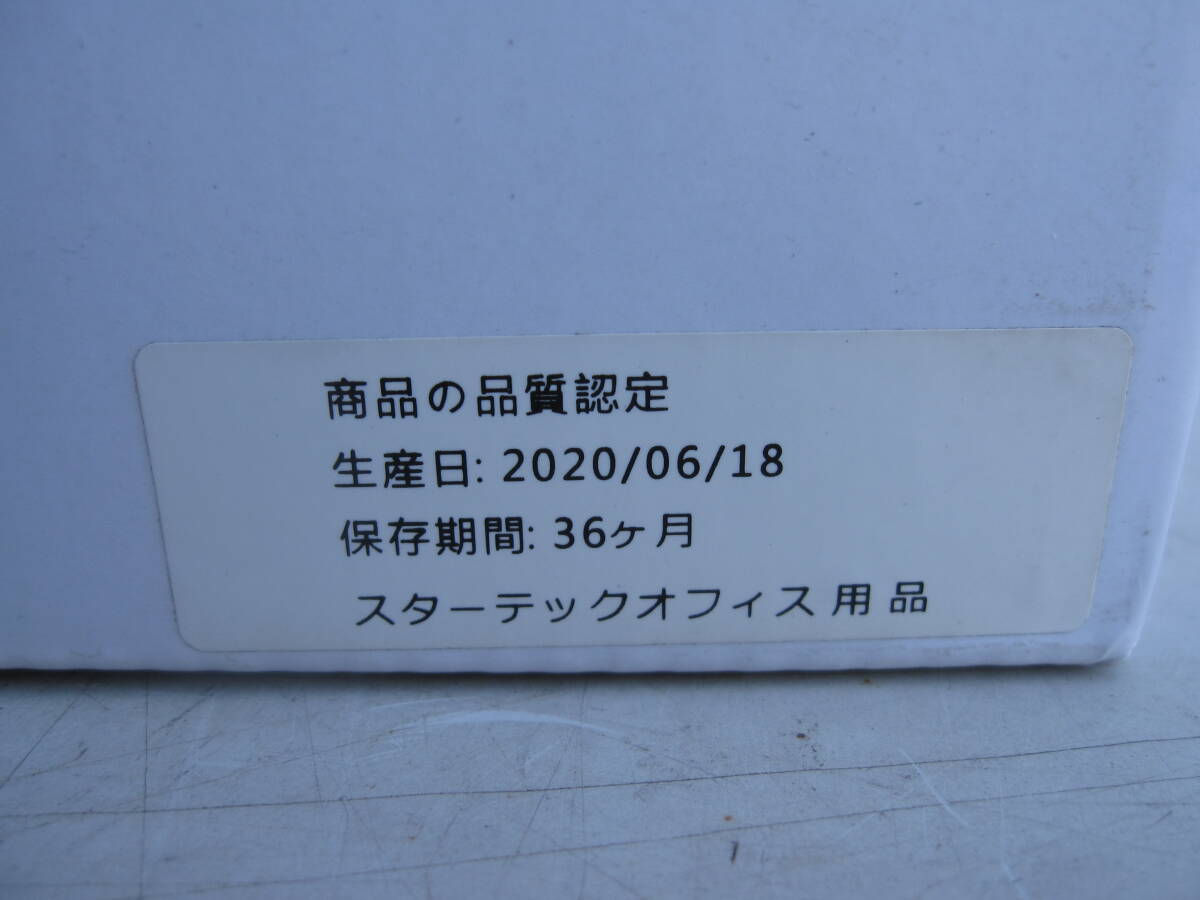 商品の品質認定
生産日: 2020/06/18
保存期間: 36ヶ月
スターテックオフィス用品